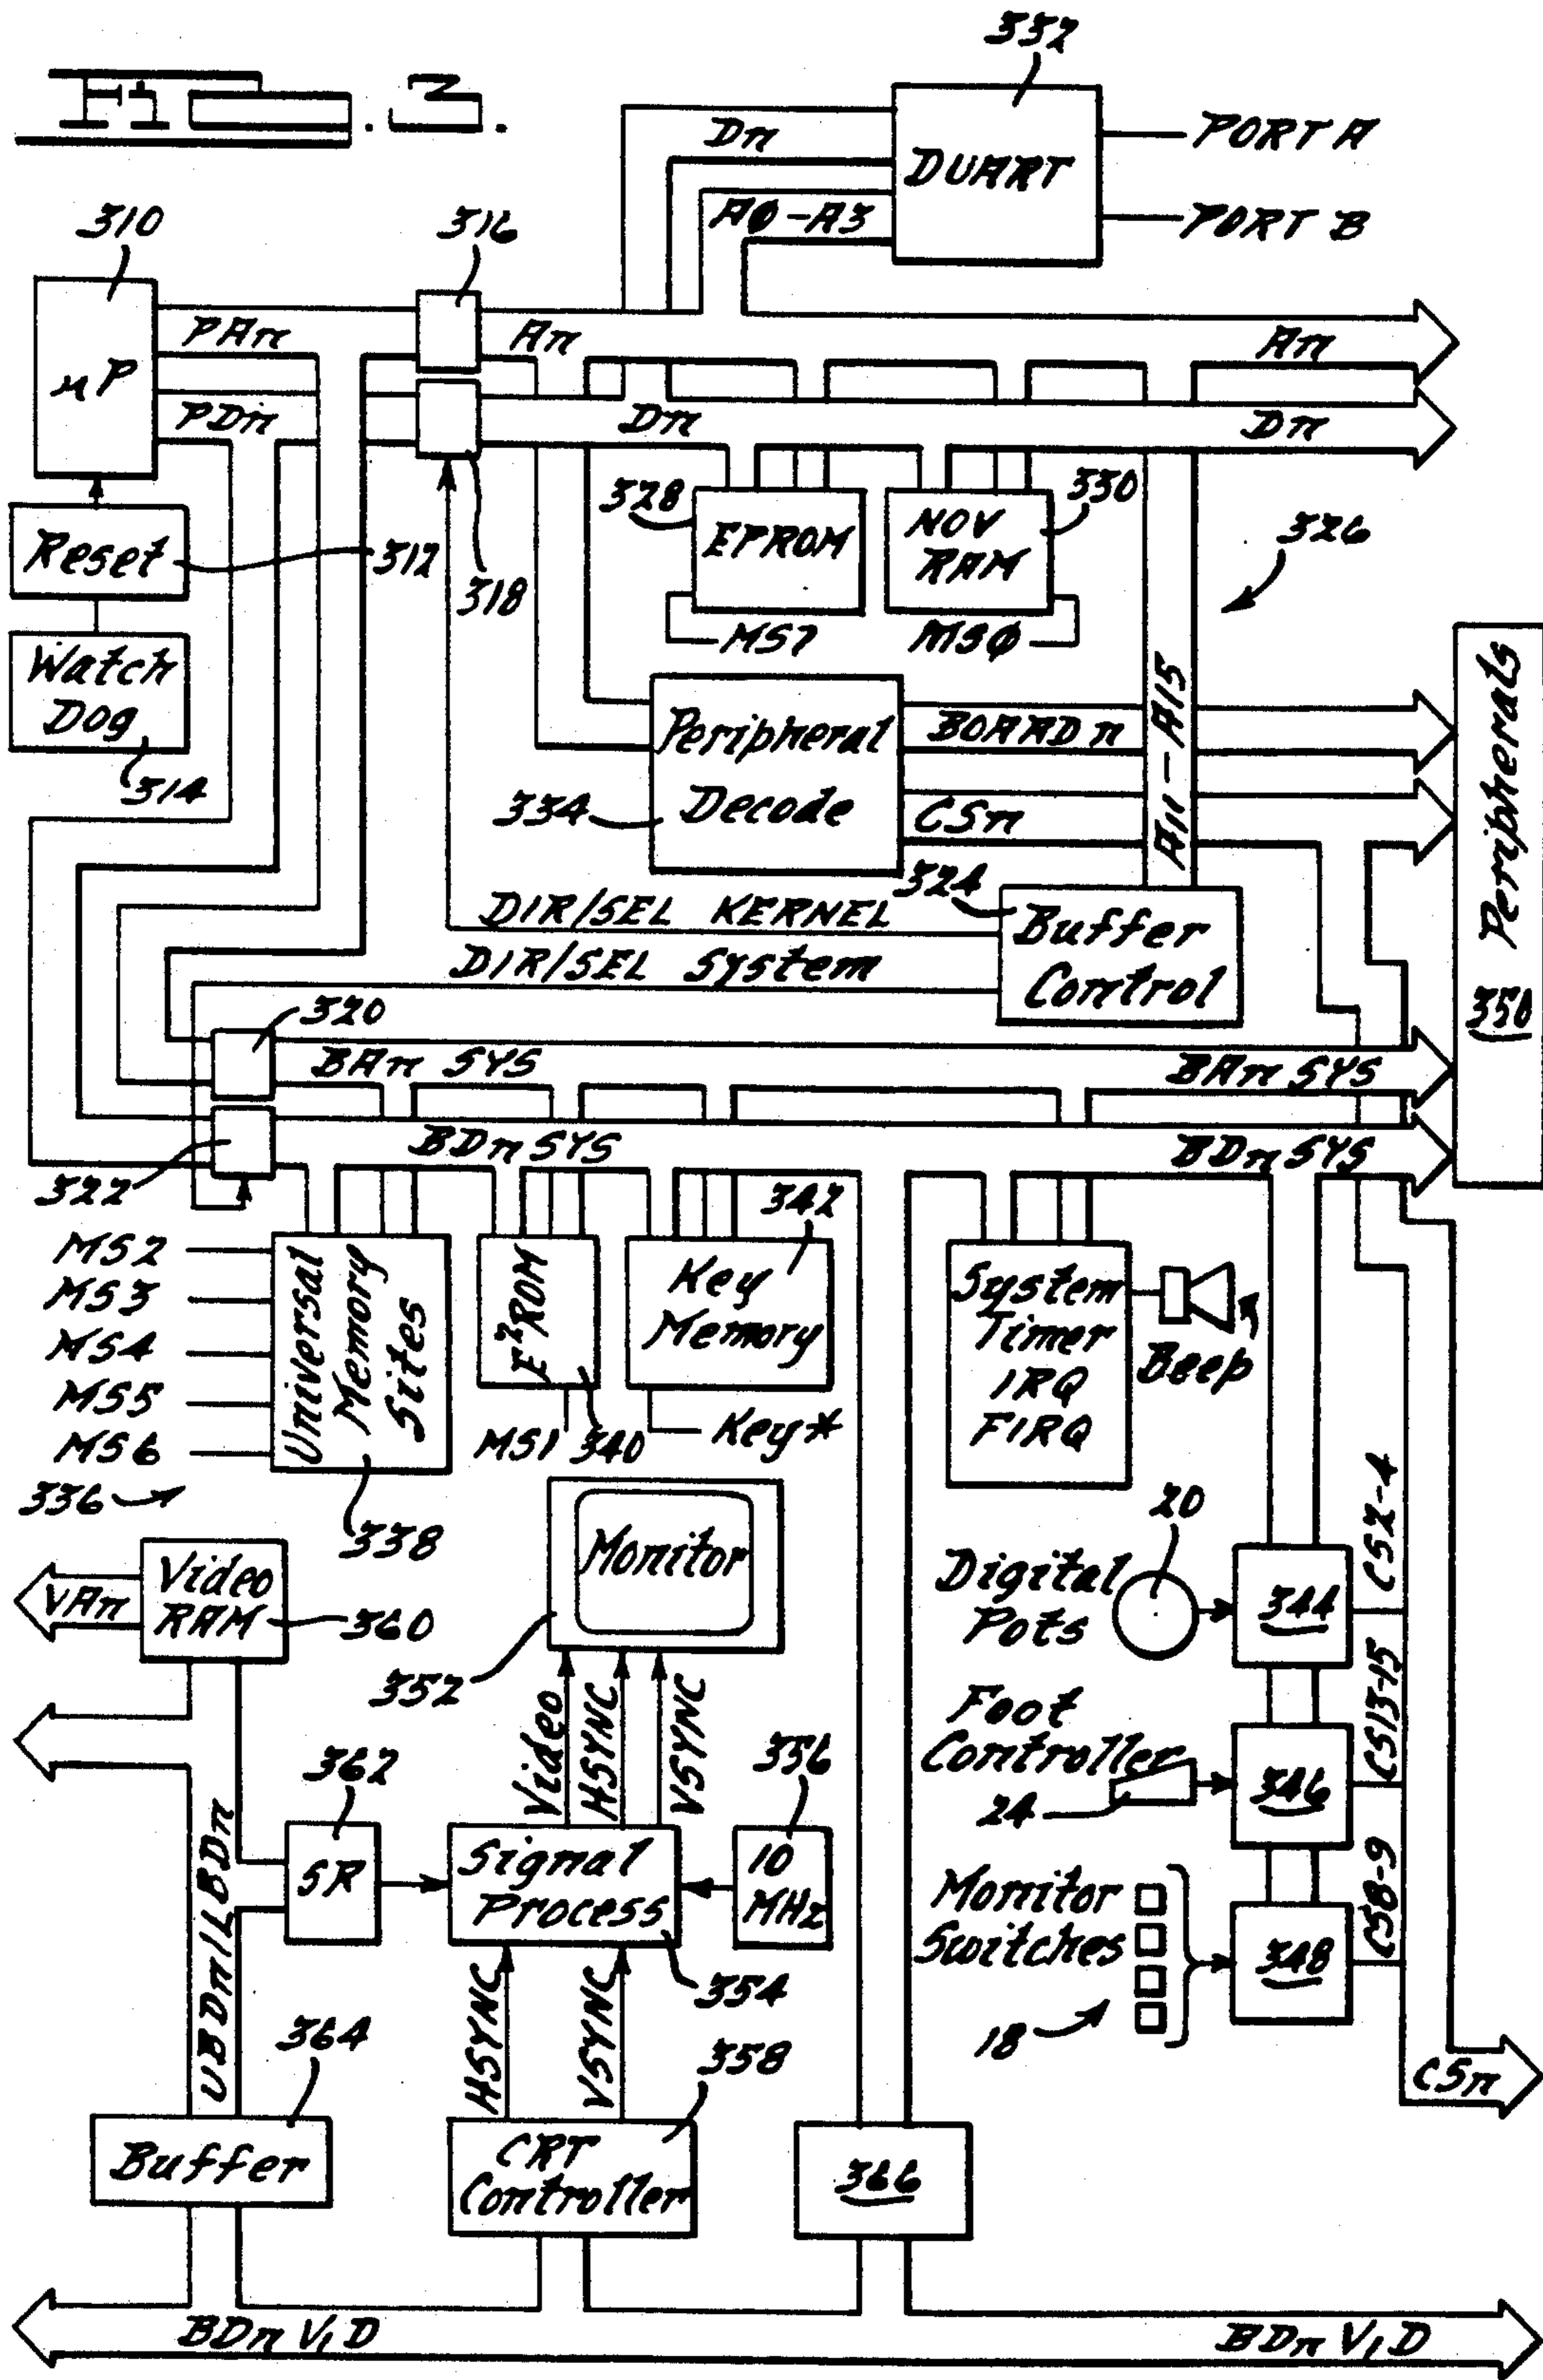 FIG. 3.
332
DUART
Dn
A0-A3
PORT A
PORT B
310
µP
PAn
PDn
316
318
An
An
Dn
Dn
Reset
312
Watch
Dog
314
328
EPROM
MS7
NOV
RAM
330
MS0
326
A11-A15
Peripheral
Decode
334
BOARD n
CSn
Peripherals
350
DIR/SEL KERNEL
DIR/SEL System
324
Buffer
Control
320
322
BAn SYS
BAn SYS
BDn SYS
BDn SYS
MS2
MS3
MS4
MS5
MS6
336
Universal
Memory
Sites
338
E²ROM
MS1
340
342
Key
Memory
Key*
System
Timer
IRQ
FIRQ
Beep
Monitor
352
Video
HSYNC
VSYNC
VAn
Video
RAM
360
20
Digital
Pots
344
CS2-4
Foot
Controller
24
346
CS13-15
Monitor
Switches
18
348
CS8-9
CSn
362
SR
Signal
Process
354
356
10
MHz
UBDn/LBDn
364
Buffer
HSYNC
VSYNC
358
CRT
Controller
366
BDn VID
BDn VID